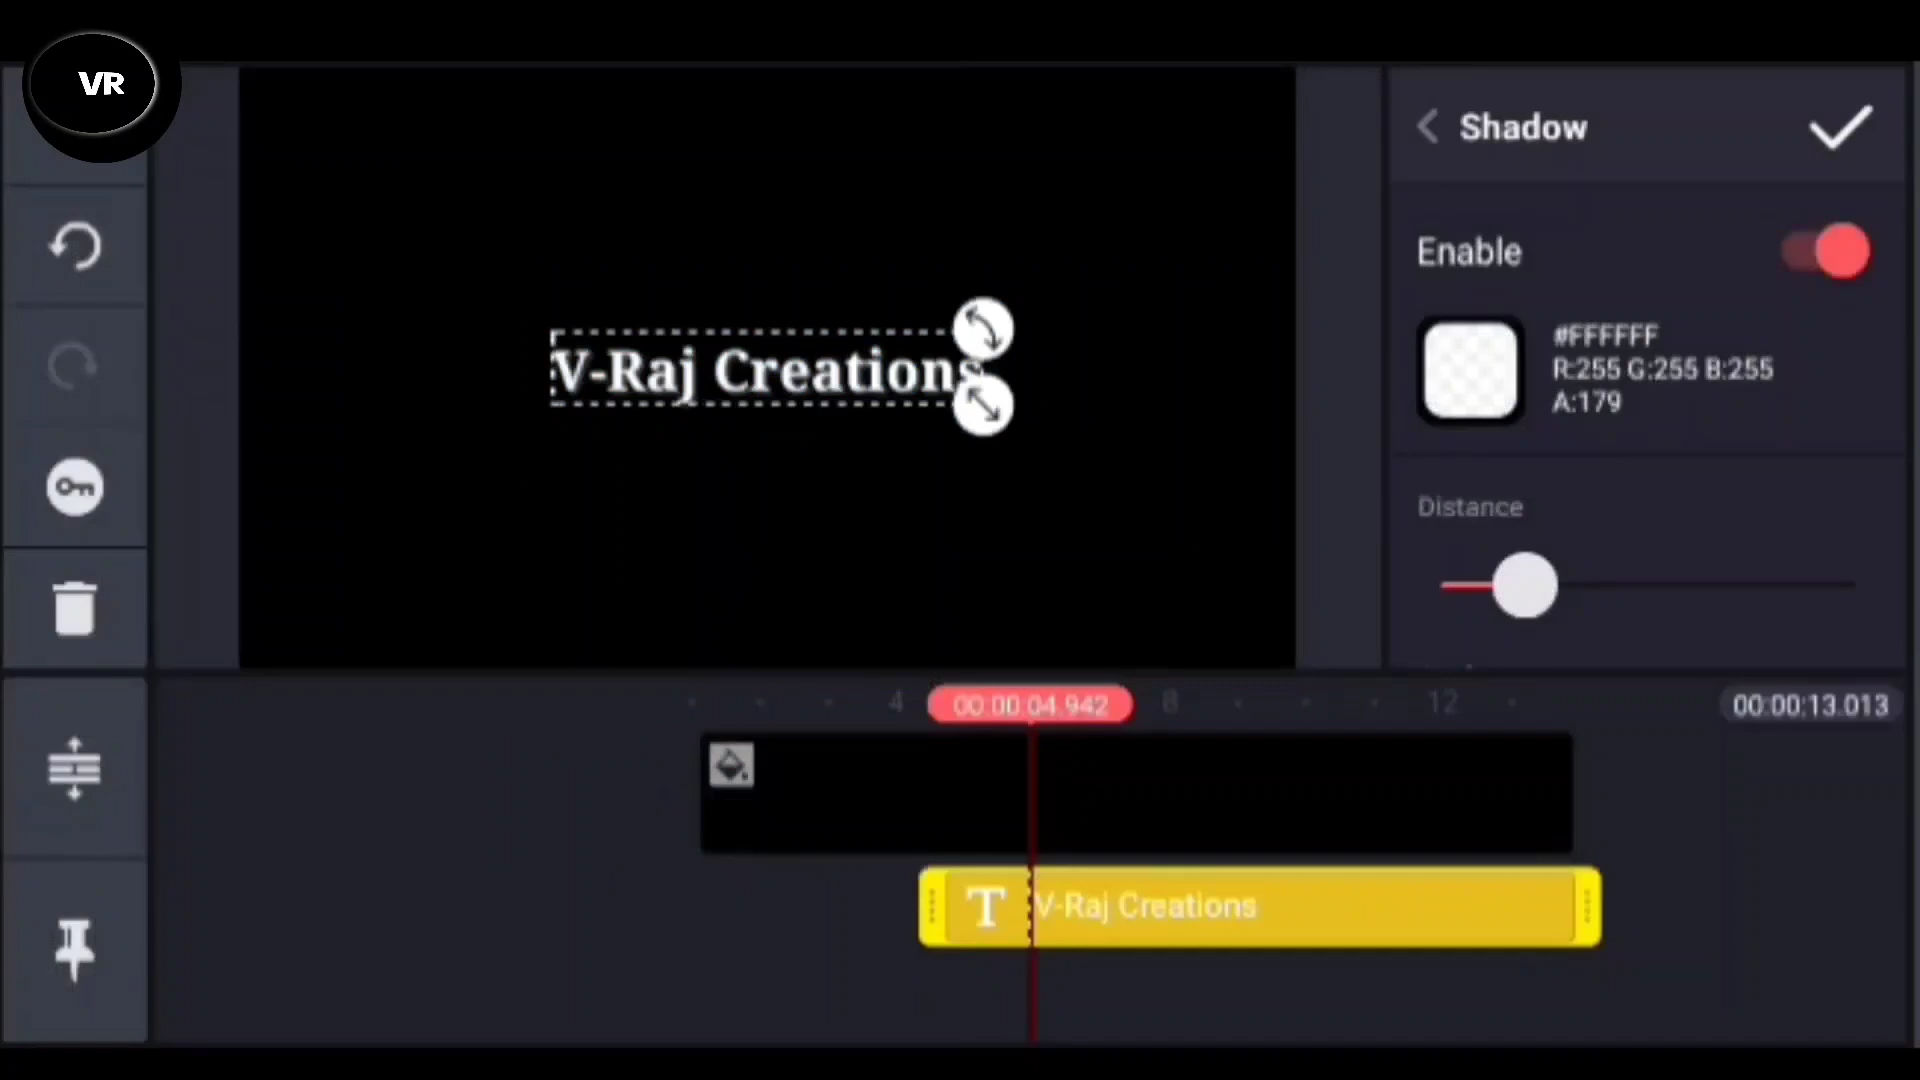 VR
Shadow
Enable
#FFFFFF
R:255 G:255 B:255
A:179
Distance
V-Raj Creations
4
00:00:04.942
8
12
00:00:13.013
T V-Raj Creations